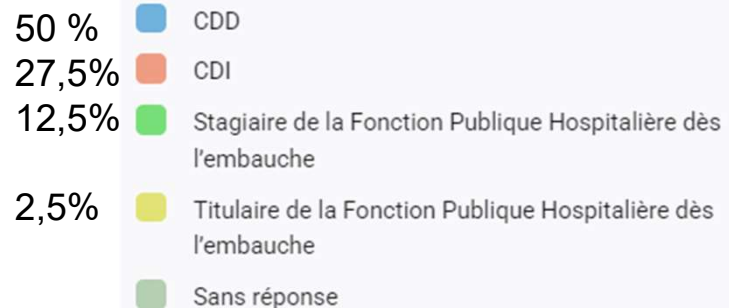 50 % CDD
27,5% CDI
12,5% Stagiaire de la Fonction Publique Hospitalière dès
l'embauche
2,5% Titulaire de la Fonction Publique Hospitalière dès
l'embauche
Sans réponse